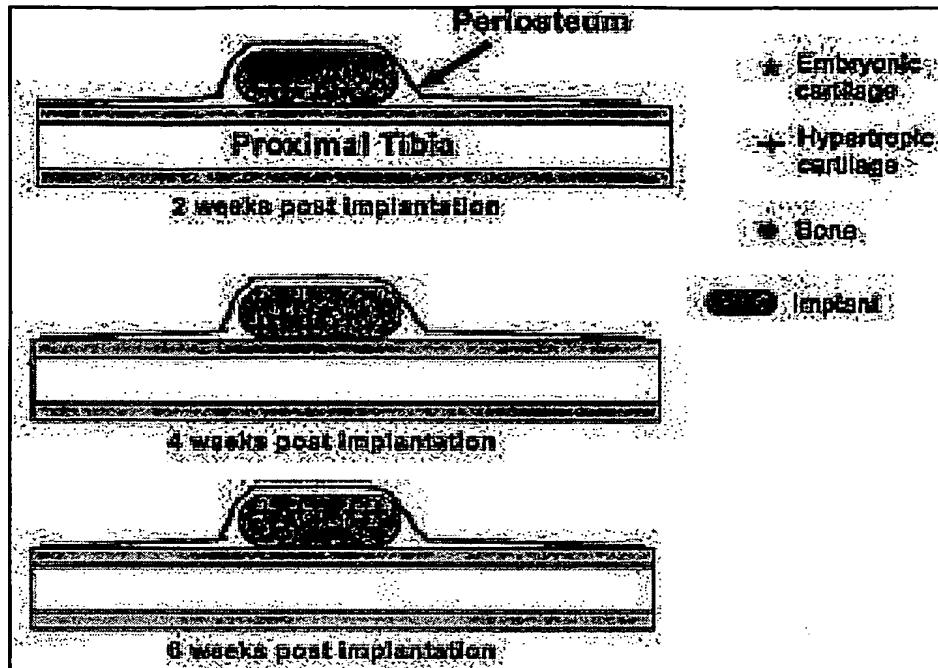 Periosteum
Embryonic
cartilage
Proximal Tibia
Hypertropic
cartilage
2 weeks post implantation
Bone
Implant
4 weeks post implantation
6 weeks post implantation